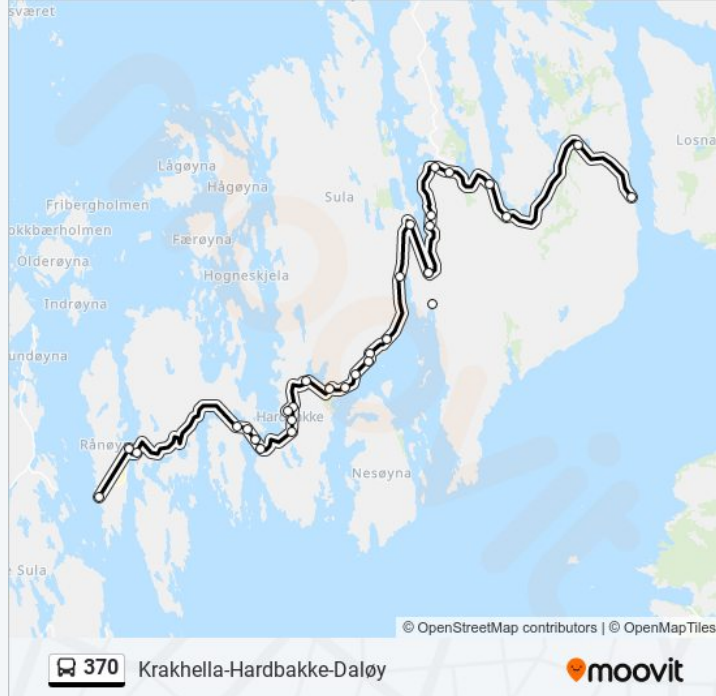 sværet
Losna
Lågøyna
Hågøyna
Sula
Fribergholmen
okkbærholmen
Færøyna
Olderøyna
Hogneskjela
Indrøyna
undøyna
Hardbakke
Rånøy
Nesøyna
e Sula
© OpenStreetMap contributors | © OpenMapTiles
370 Krakhella-Hardbakke-Daløy
moovit